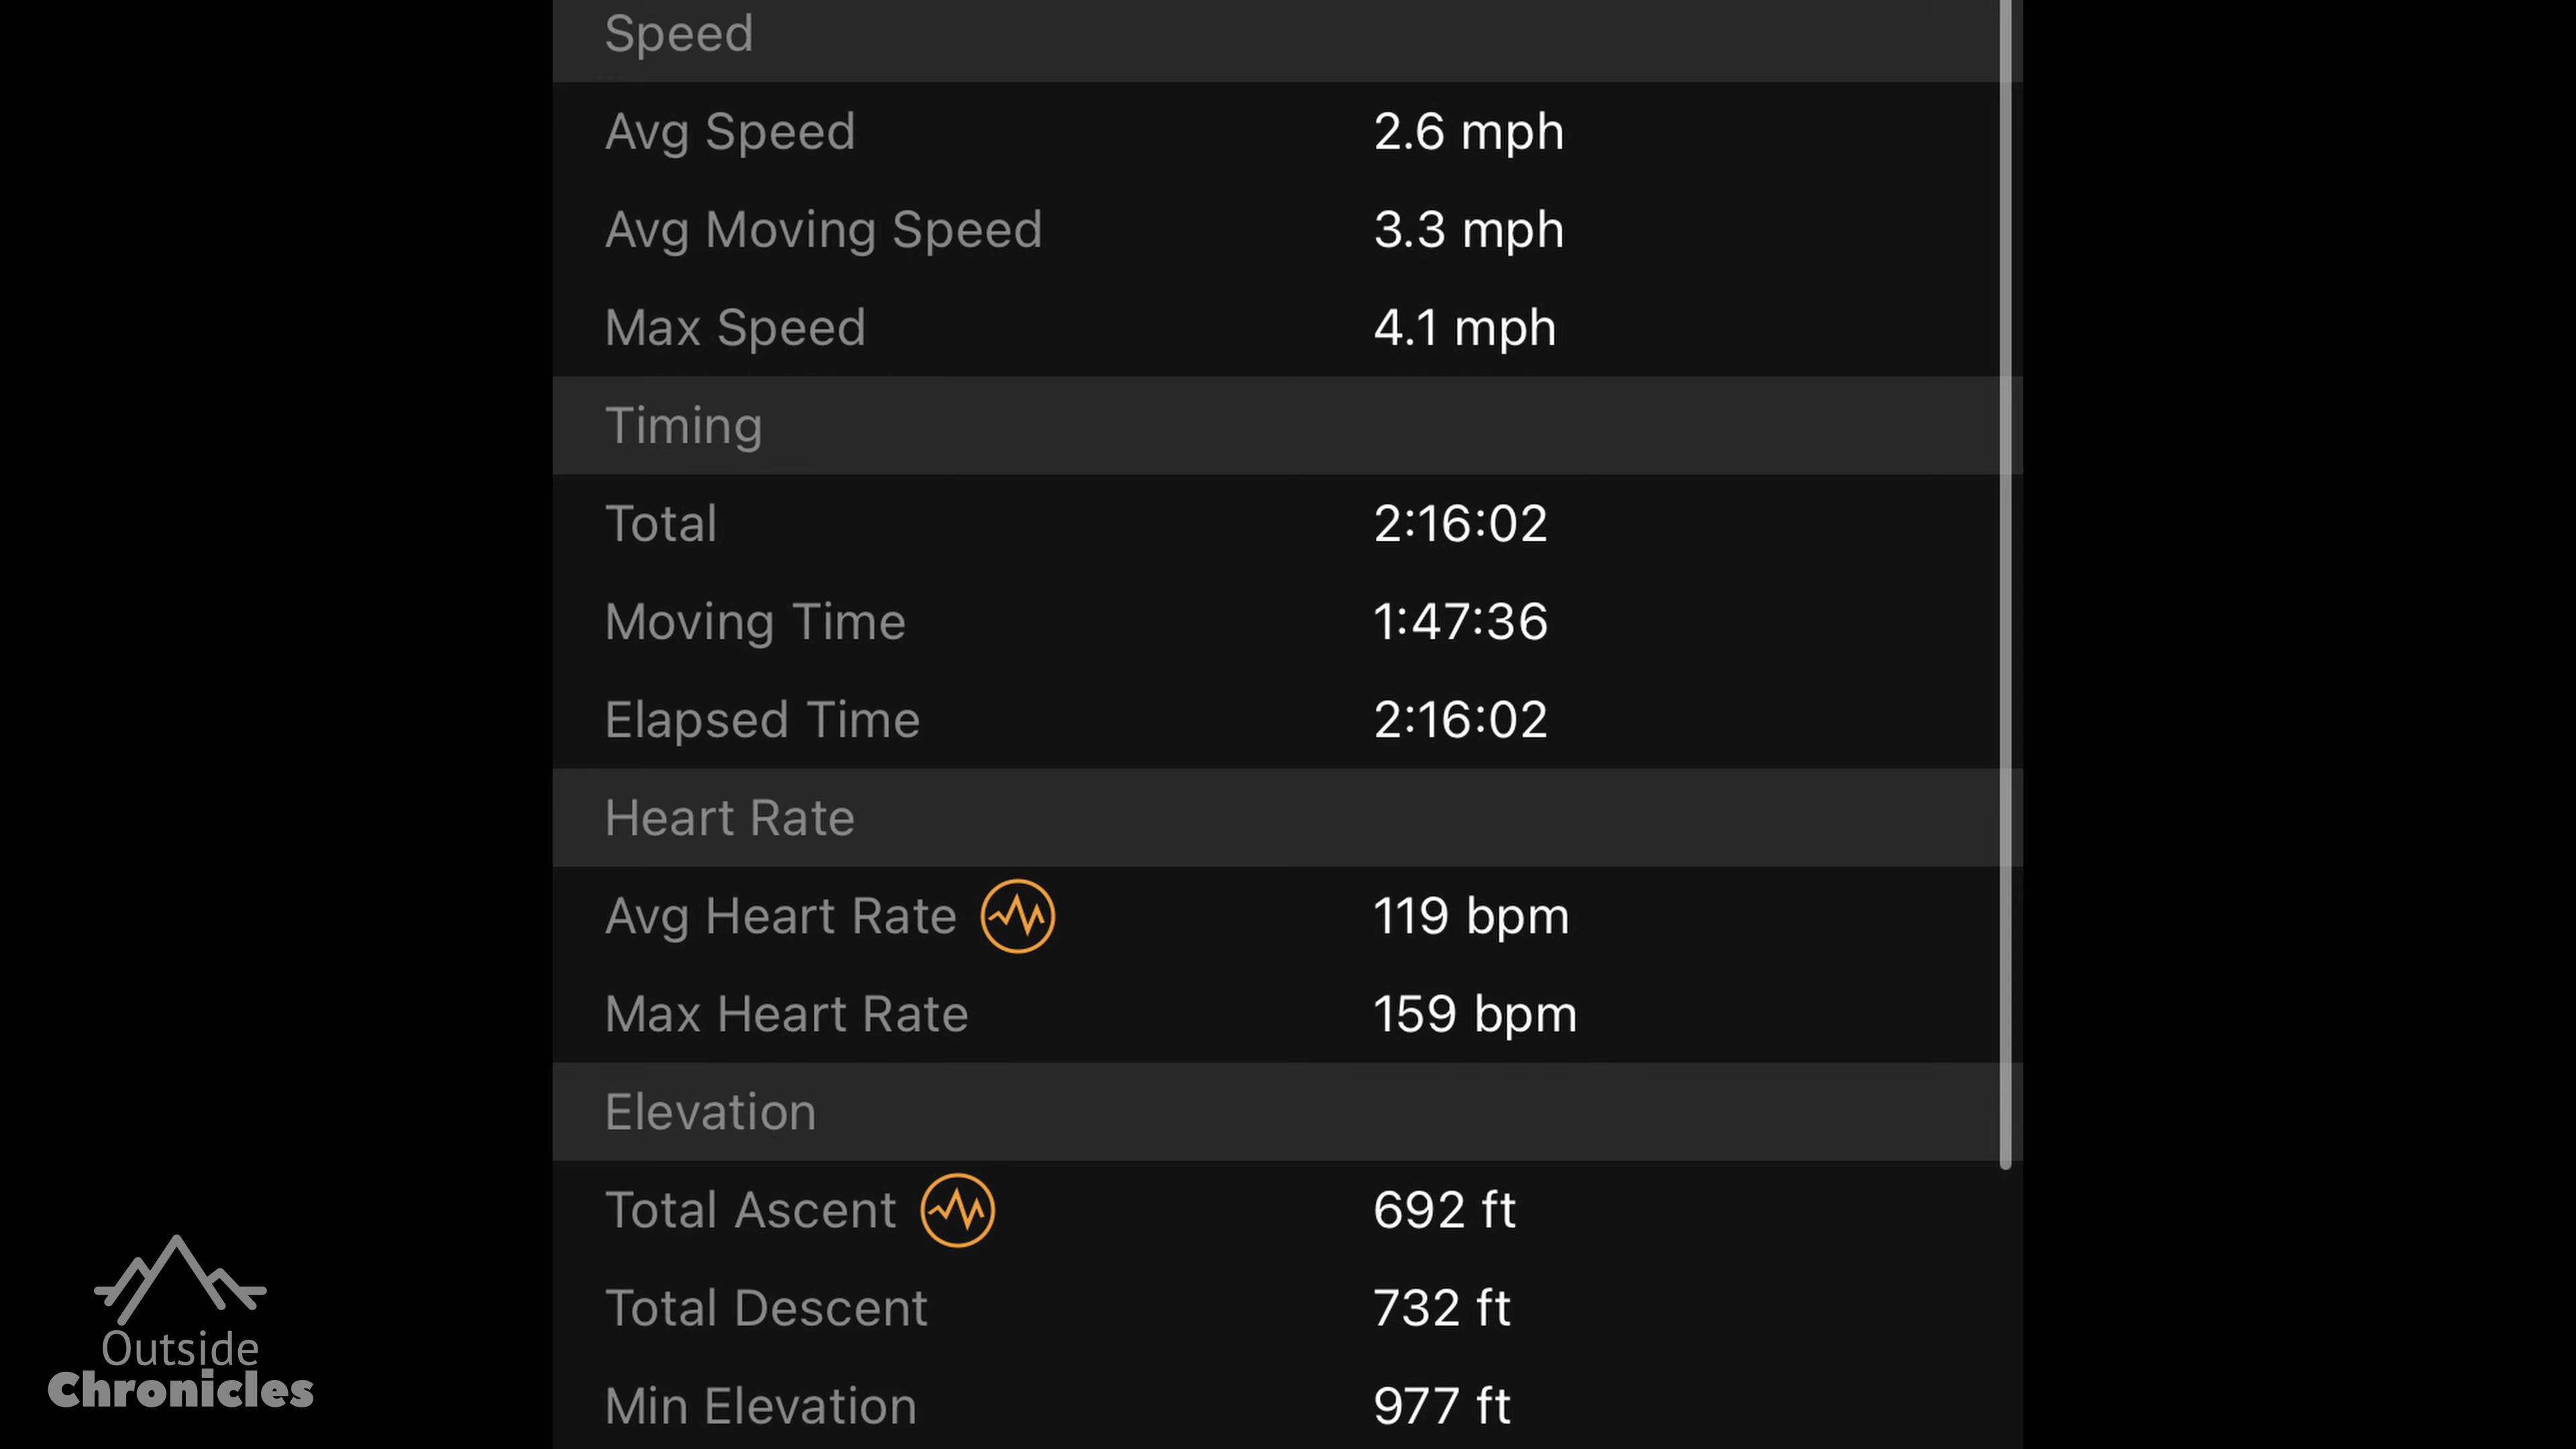 Speed
Avg Speed 2.6 mph
Avg Moving Speed 3.3 mph
Max Speed 4.1 mph
Timing
Total 2:16:02
Moving Time 1:47:36
Elapsed Time 2:16:02
Heart Rate
Avg Heart Rate 119 bpm
Max Heart Rate 159 bpm
Elevation
Total Ascent 692 ft
Total Descent 732 ft
Min Elevation 977 ft
Outside
Chronicles